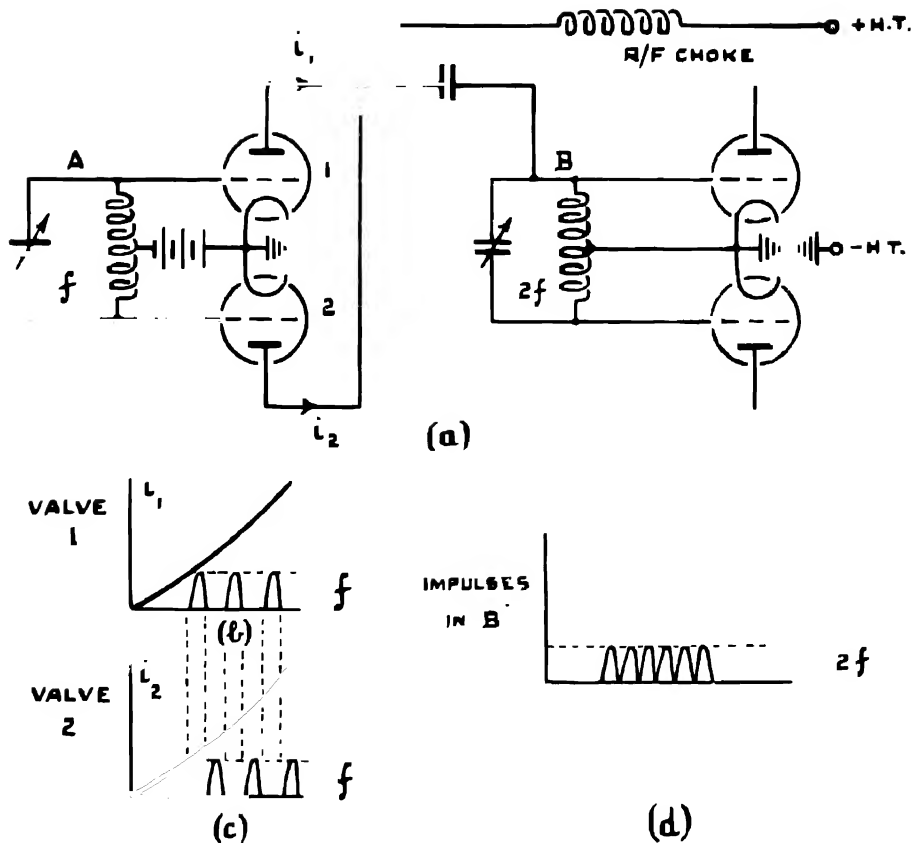 i₁
+H.T.
R/F CHOKE
A
1
B
f
2
2f
-H.T.
i₂
(a)
VALVE
1
i₁
f
(b)
IMPULSES
IN B
2f
VALVE
2
i₂
f
(c)
(d)